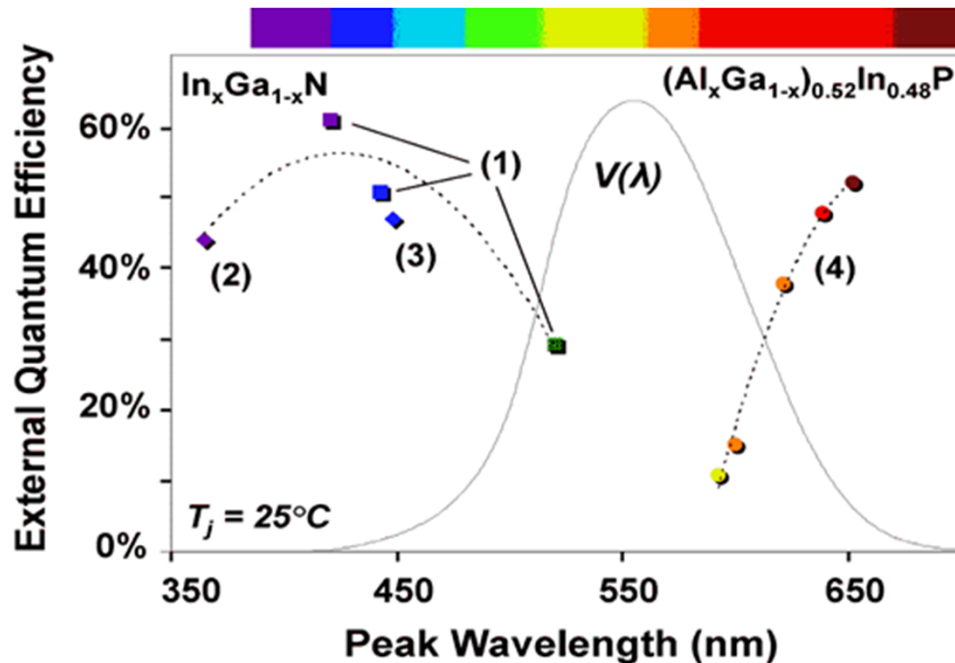 External Quantum Efficiency
InₓGa₁₋ₓN
(AlₓGa₁₋ₓ)₀.₅₂In₀.₄₈P
60%
40%
20%
0%
(1)
(2)
(3)
(4)
V(λ)
Tⱼ = 25°C
350 450 550 650
Peak Wavelength (nm)